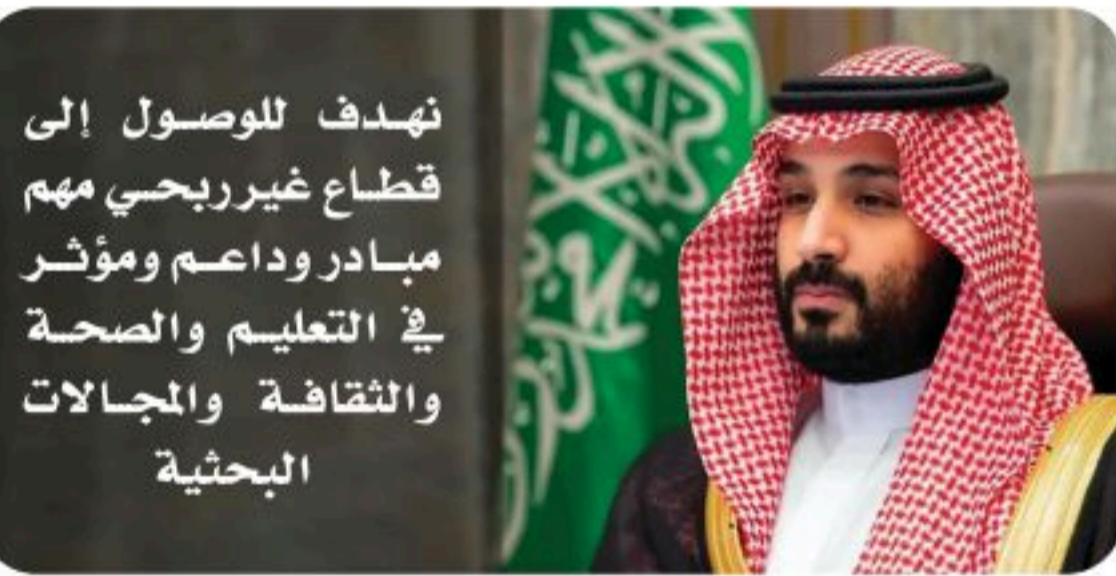 نهدف للوصول إلى
قطاع غير ربحي مهم
مبادر وداعم ومؤثر
في التعليم والصحة
والثقافة والمجالات
البحثية